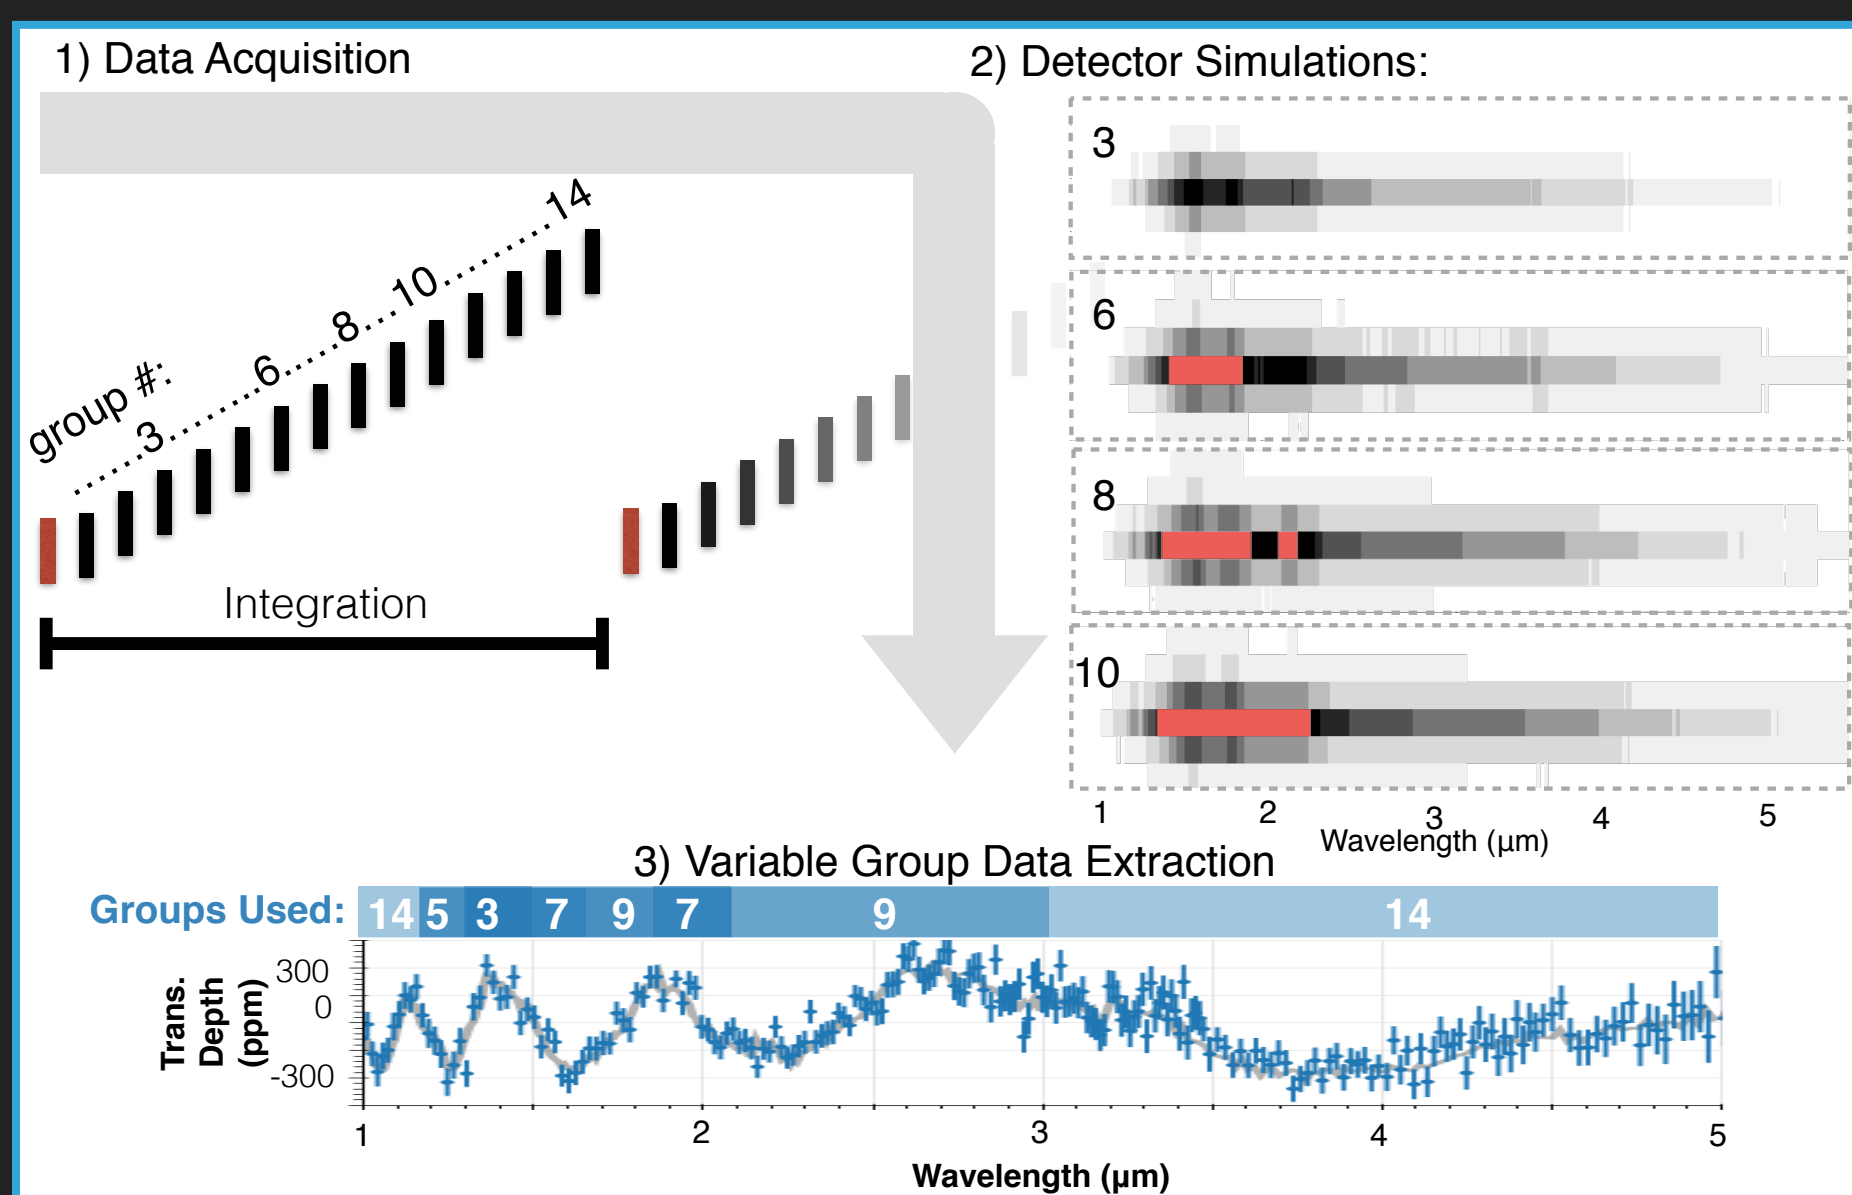 1) Data Acquisition
group #:
3
6
8
10
14
Integration
2) Detector Simulations:
3
6
8
10
1 2 3 4 5
Wavelength (μm)
3) Variable Group Data Extraction
Groups Used: 14 5 3 7 9 7 9 14
Trans.
Depth
(ppm)
300
0
-300
1 2 3 4 5
Wavelength (μm)